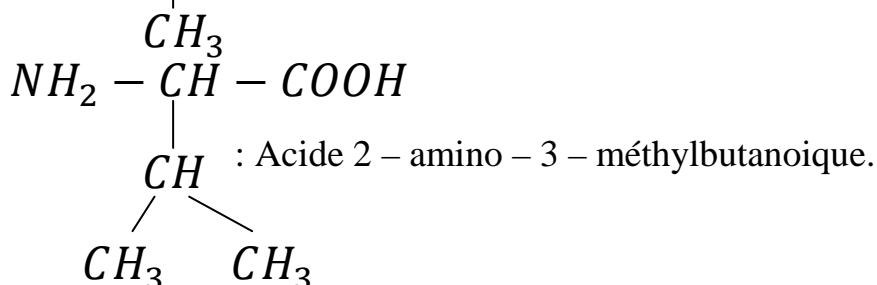 CH₃
NH₂ − CH − COOH
CH : Acide 2 – amino – 3 – méthylbutanoique.
CH₃ CH₃